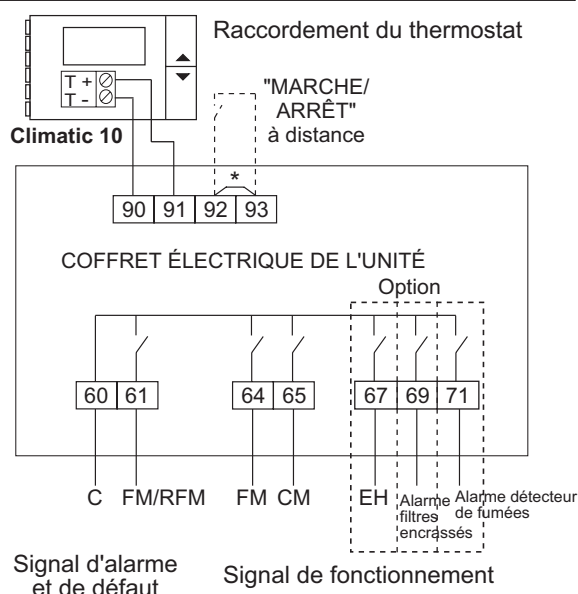 Raccordement du thermostat
T +
T -
Climatic 10
"MARCHE/
ARRÊT"
à distance
*
90 91 92 93
COFFRET ÉLECTRIQUE DE L'UNITÉ
Option
60 61 64 65 67 69 71
C FM/RFM FM CM EH
Alarme
filtres
encrassés
Alarme détecteur
de fumées
Signal d'alarme
et de défaut
Signal de fonctionnement